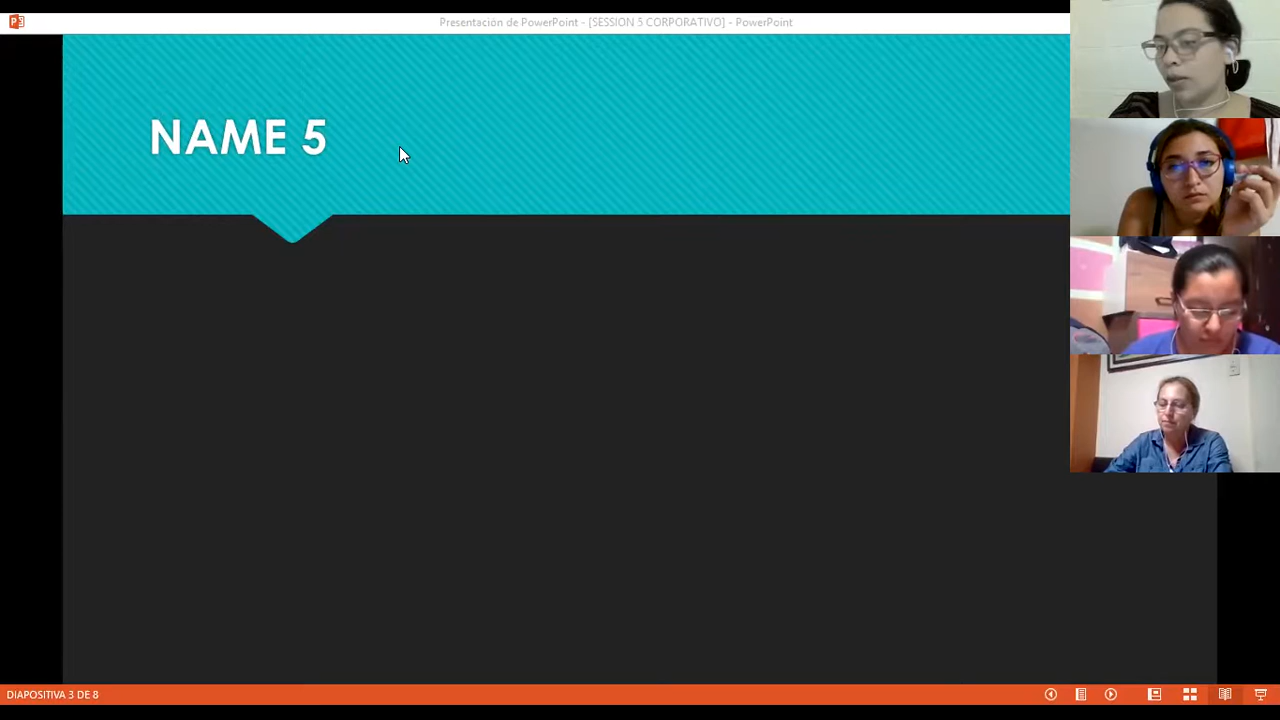 Presentación de PowerPoint - [SESSION 5 CORPORATIVO] - PowerPoint
NAME 5
DIAPOSITIVA 3 DE 8